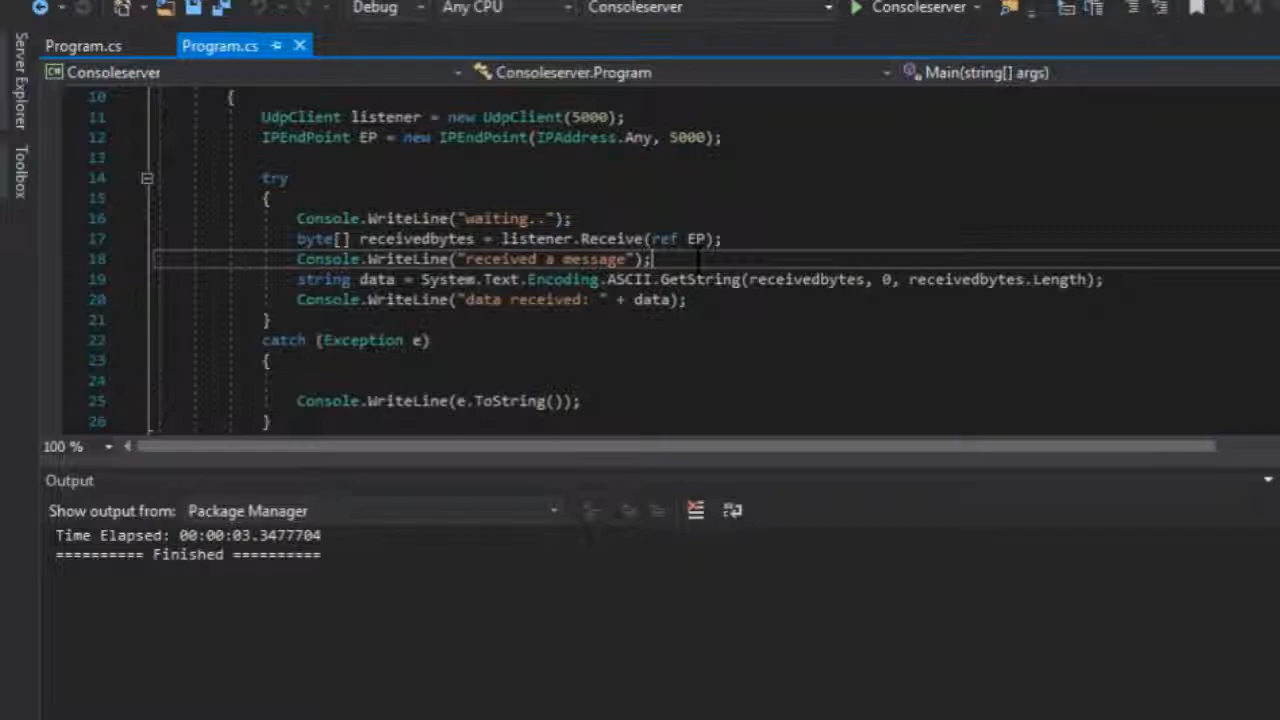 Debug Any CPU Consoleserver Consoleserver
Program.cs Program.cs
Server Explorer
Toolbox
Consoleserver Consoleserver.Program Main(string[] args)
10 {
11 UdpClient listener = new UdpClient(5000);
12 IPEndPoint EP = new IPEndPoint(IPAddress.Any, 5000);
13
14 try
15 {
16 Console.WriteLine("waiting..");
17 byte[] receivedbytes = listener.Receive(ref EP);
18 Console.WriteLine("received a message");
19 string data = System.Text.Encoding.ASCII.GetString(receivedbytes, 0, receivedbytes.Length);
20 Console.WriteLine("data received: " + data);
21 }
22 catch (Exception e)
23 {
24
25 Console.WriteLine(e.ToString());
26 }
100 %
Output
Show output from: Package Manager
Time Elapsed: 00:00:03.3477704
========== Finished ==========